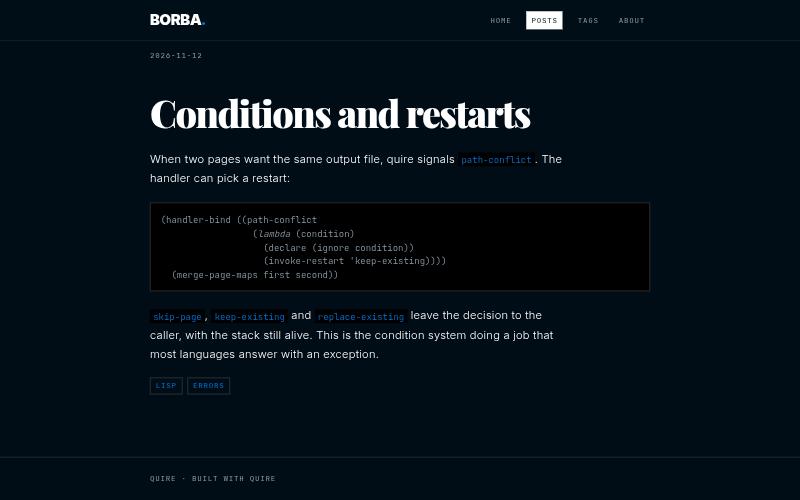 BORBA.
HOME POSTS TAGS ABOUT
2026-11-12
Conditions and restarts
When two pages want the same output file, quire signals path-conflict. The
handler can pick a restart:
(handler-bind ((path-conflict
                 (lambda (condition)
                   (declare (ignore condition))
                   (invoke-restart 'keep-existing))))
  (merge-page-maps first second))
skip-page, keep-existing and replace-existing leave the decision to the
caller, with the stack still alive. This is the condition system doing a job that
most languages answer with an exception.
LISP ERRORS
QUIRE · BUILT WITH QUIRE